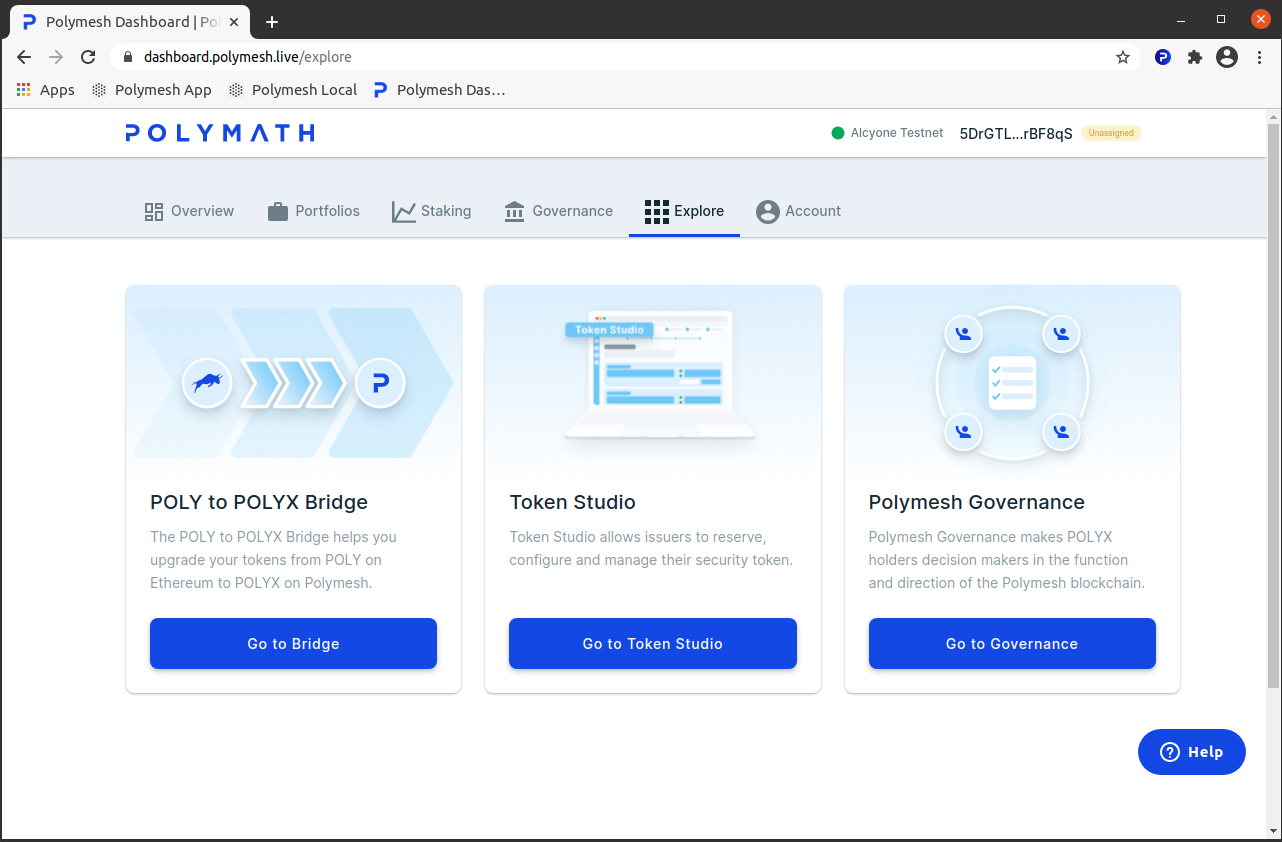 Polymesh Dashboard | Po
dashboard.polymesh.live/explore
Apps
Polymesh App
Polymesh Local
Polymesh Das...
POLYMATH
Alcyone Testnet
5DrGTL...rBF8qS
Unassigned
Overview
Portfolios
Staking
Governance
Explore
Account
Token Studio
POLY to POLYX Bridge
The POLY to POLYX Bridge helps you
upgrade your tokens from POLY on
Ethereum to POLYX on Polymesh.
Go to Bridge
Token Studio
Token Studio allows issuers to reserve,
configure and manage their security token.
Go to Token Studio
Polymesh Governance
Polymesh Governance makes POLYX
holders decision makers in the function
and direction of the Polymesh blockchain.
Go to Governance
Help